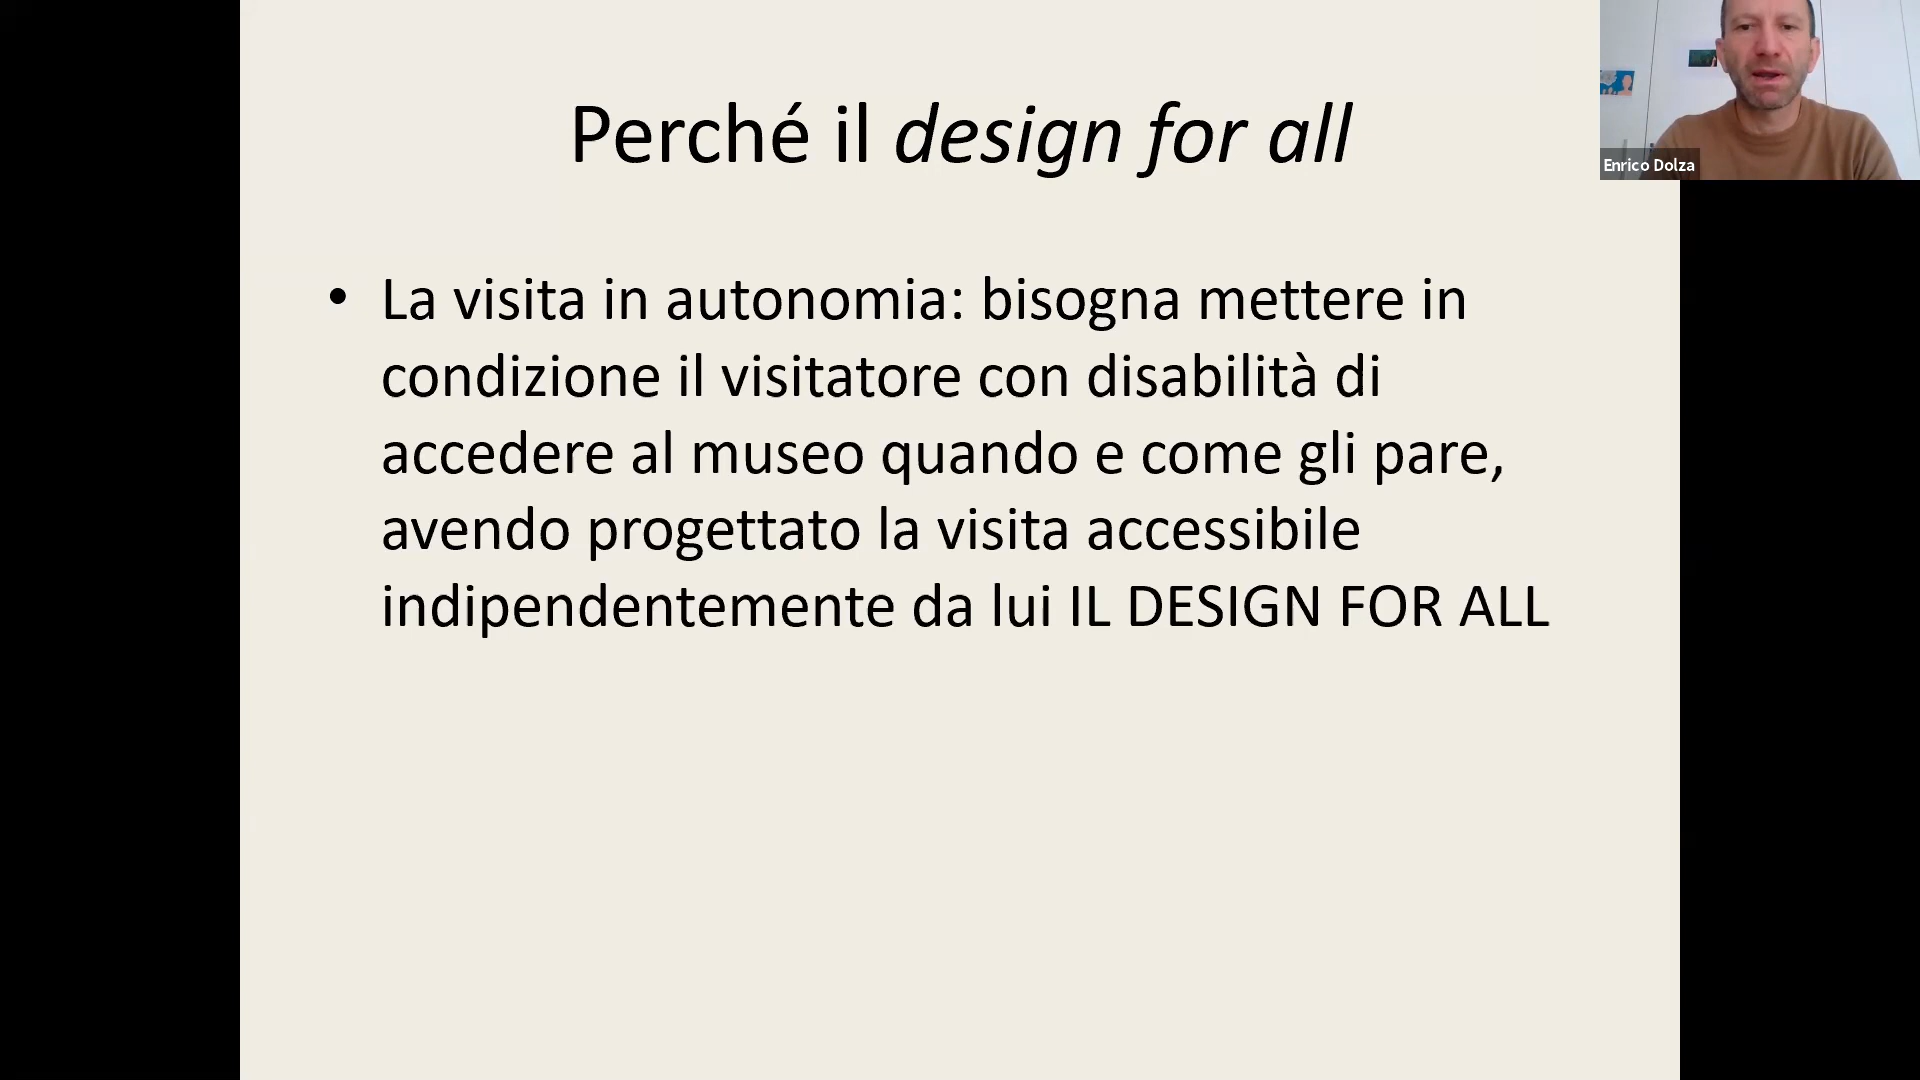 Perché il design for all
Enrico Dolza
• La visita in autonomia: bisogna mettere in
condizione il visitatore con disabilità di
accedere al museo quando e come gli pare,
avendo progettato la visita accessibile
indipendentemente da lui IL DESIGN FOR ALL